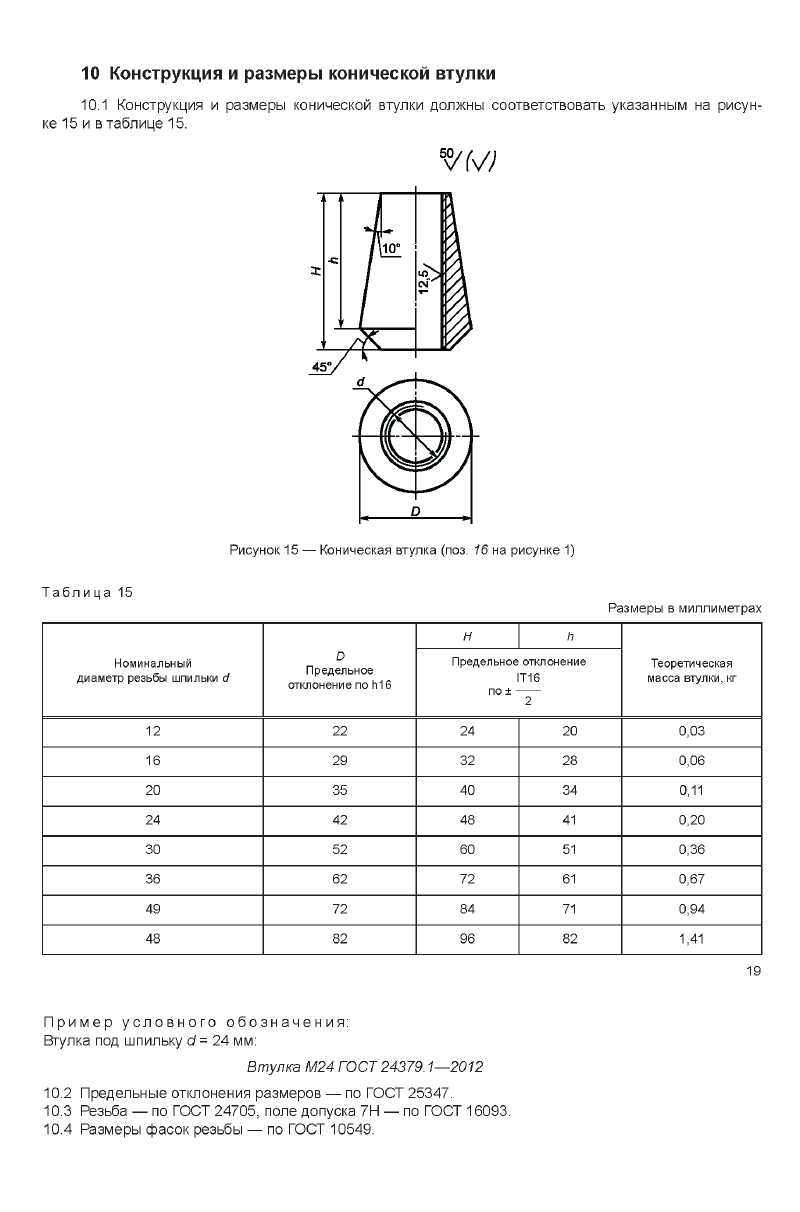 10 Конструкция и размеры конической втулки
10.1 Конструкция и размеры конической втулки должны соответствовать указанным на рисун-
ке 15 и в таблице 15.
50
H
h
10°
12,5
45°
d
D
Рисунок 15 — Коническая втулка (поз. 16 на рисунке 1)
Таблица 15
Размеры в миллиметрах
Номинальный
диаметр резьбы шпильки d
D
Предельное
отклонение по h16
H h
Предельное отклонение
по ± IT16/2
Теоретическая
масса втулки, кг
12 22 24 20 0,03
16 29 32 28 0,06
20 35 40 34 0,11
24 42 48 41 0,20
30 52 60 51 0,36
36 62 72 61 0,67
49 72 84 71 0,94
48 82 96 82 1,41
19
Пример условного обозначения:
Втулка под шпильку d = 24 мм:
Втулка М24 ГОСТ 24379.1—2012
10.2 Предельные отклонения размеров — по ГОСТ 25347.
10.3 Резьба — по ГОСТ 24705, поле допуска 7Н — по ГОСТ 16093.
10.4 Размеры фасок резьбы — по ГОСТ 10549.